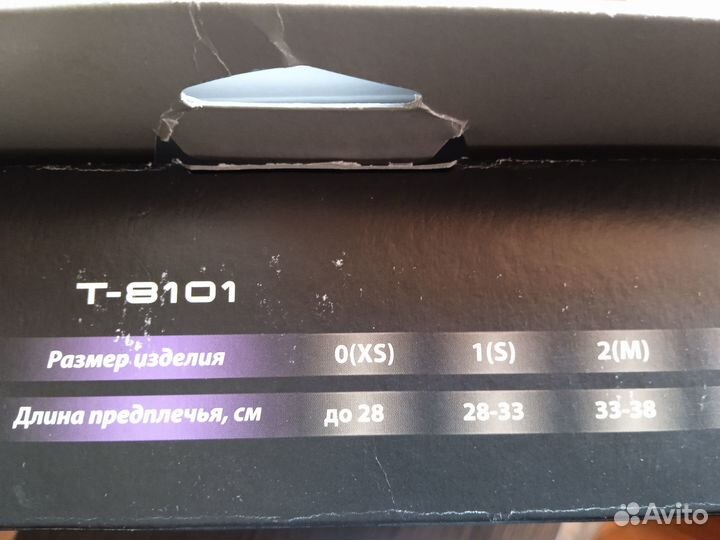 T-8101
Размер изделия 0(XS) 1(S) 2(M)
Длина предплечья, см до 28 28-33 33-38
Avito